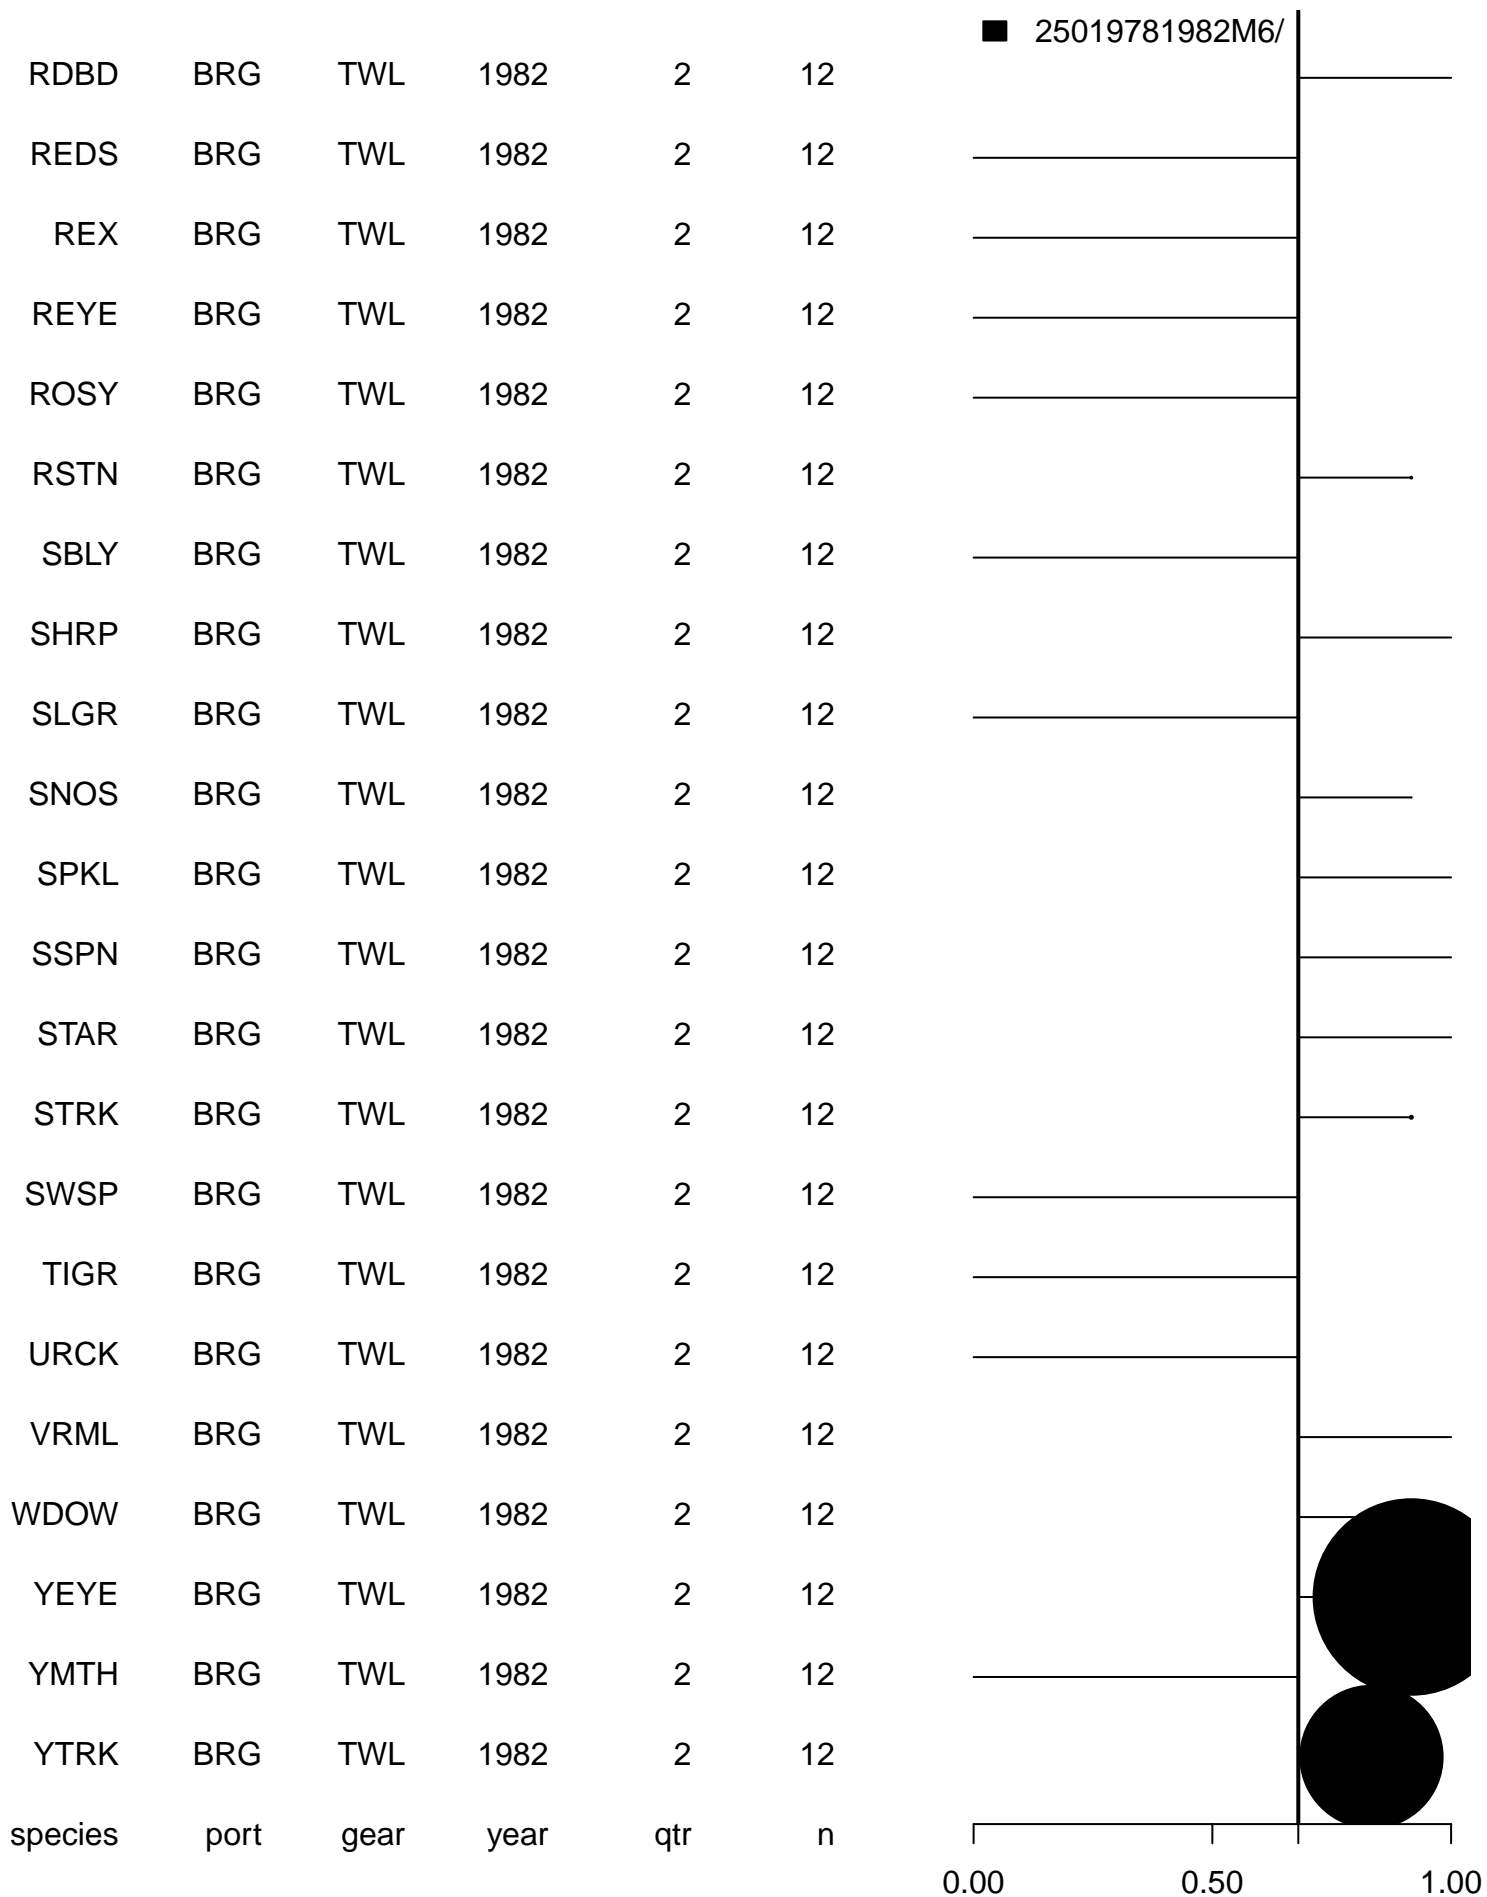 25019781982M6/
RDBD BRG TWL 1982 2 12
REDS BRG TWL 1982 2 12
REX BRG TWL 1982 2 12
REYE BRG TWL 1982 2 12
ROSY BRG TWL 1982 2 12
RSTN BRG TWL 1982 2 12
SBLY BRG TWL 1982 2 12
SHRP BRG TWL 1982 2 12
SLGR BRG TWL 1982 2 12
SNOS BRG TWL 1982 2 12
SPKL BRG TWL 1982 2 12
SSPN BRG TWL 1982 2 12
STAR BRG TWL 1982 2 12
STRK BRG TWL 1982 2 12
SWSP BRG TWL 1982 2 12
TIGR BRG TWL 1982 2 12
URCK BRG TWL 1982 2 12
VRML BRG TWL 1982 2 12
WDOW BRG TWL 1982 2 12
YEYE BRG TWL 1982 2 12
YMTH BRG TWL 1982 2 12
YTRK BRG TWL 1982 2 12
species port gear year qtr n
0.00 0.50 1.00